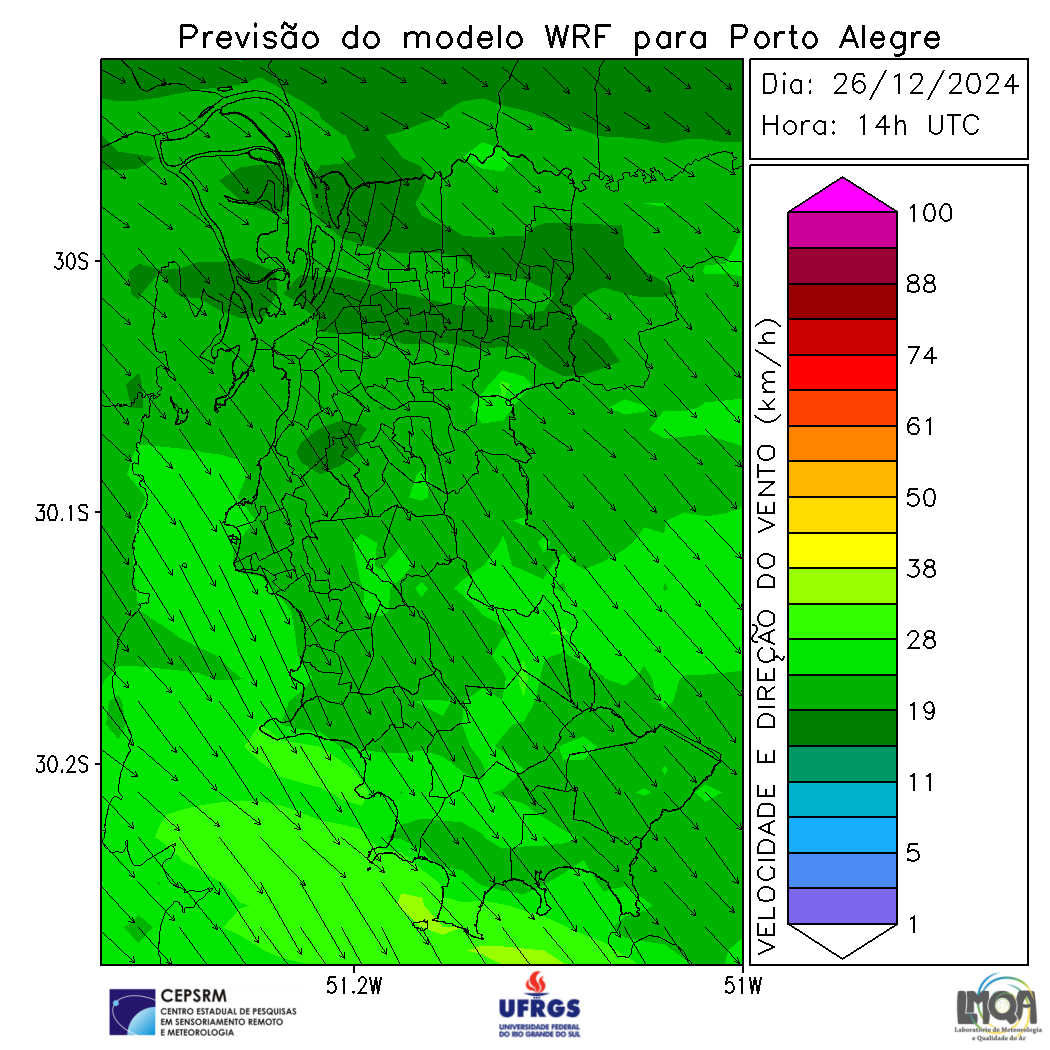 Previsão do modelo WRF para Porto Alegre
Dia: 26/12/2024
Hora: 14h UTC
30S
30.1S
30.2S
51.2W
51W
VELOCIDADE E DIREÇÃO DO VENTO (km/h)
100
88
74
61
50
38
28
19
11
5
1
CEPSRM
CENTRO ESTADUAL DE PESQUISAS
EM SENSORIAMENTO REMOTO
E METEOROLOGIA
UFRGS
UNIVERSIDADE FEDERAL
DO RIO GRANDE DO SUL
LMQA
Laboratório de Meteorologia
e Qualidade do Ar